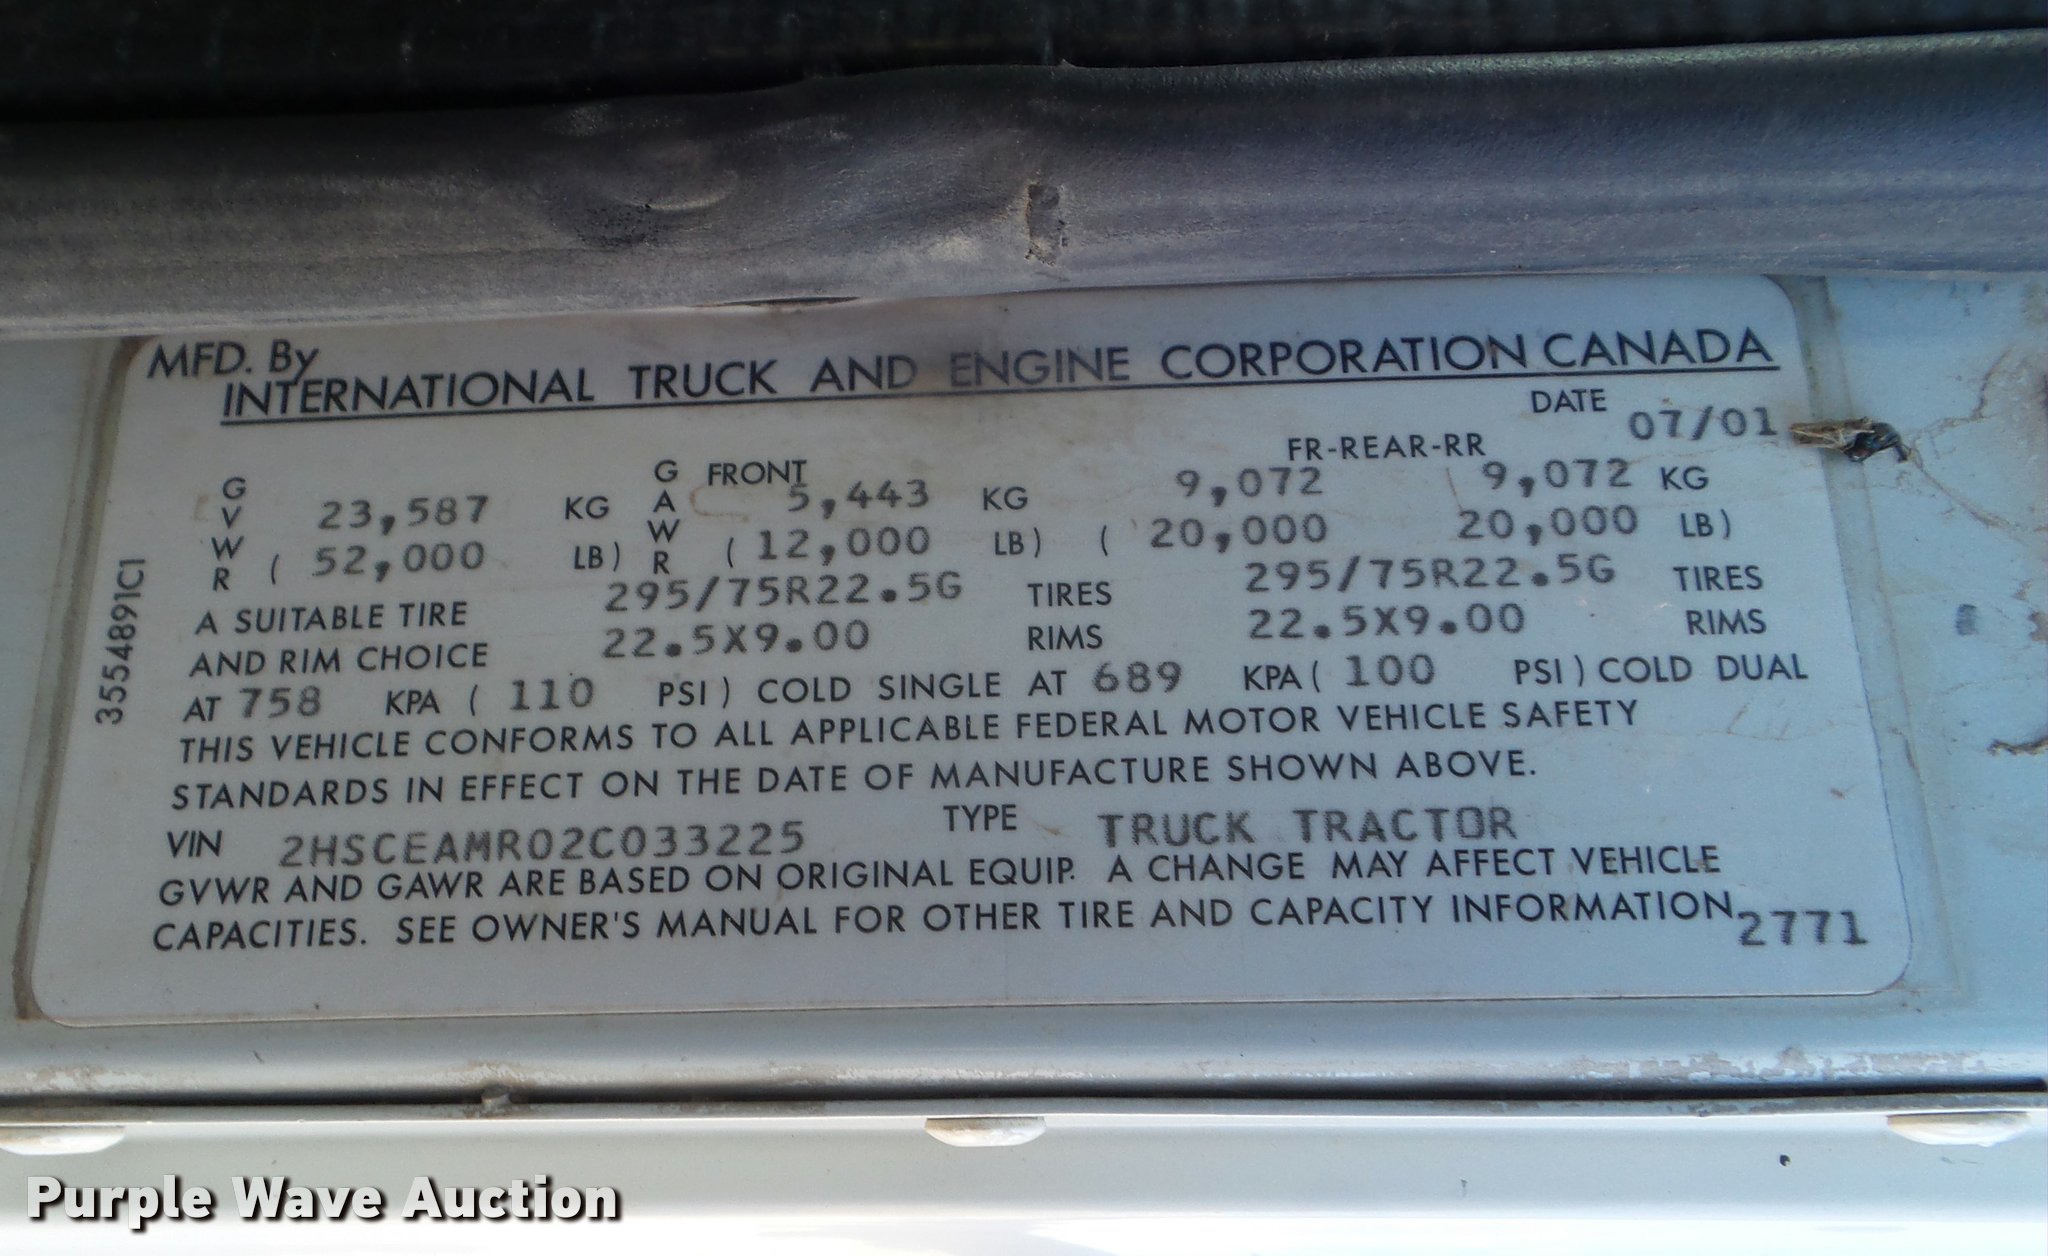 MFD. By
INTERNATIONAL TRUCK AND ENGINE CORPORATION CANADA
DATE 07/01
FRONT FR-REAR-RR
GVWR 23,587 KG GAWR 5,443 KG 9,072 9,072 KG
( 52,000 LB) ( 12,000 LB) ( 20,000 20,000 LB)
A SUITABLE TIRE 295/75R22.5G TIRES 295/75R22.5G TIRES
AND RIM CHOICE 22.5X9.00 RIMS 22.5X9.00 RIMS
AT 758 KPA ( 110 PSI) COLD SINGLE AT 689 KPA ( 100 PSI) COLD DUAL
THIS VEHICLE CONFORMS TO ALL APPLICABLE FEDERAL MOTOR VEHICLE SAFETY
STANDARDS IN EFFECT ON THE DATE OF MANUFACTURE SHOWN ABOVE.
VIN 2HSCEAMR02C033225 TYPE TRUCK TRACTOR
GVWR AND GAWR ARE BASED ON ORIGINAL EQUIP. A CHANGE MAY AFFECT VEHICLE
CAPACITIES. SEE OWNER'S MANUAL FOR OTHER TIRE AND CAPACITY INFORMATION.
2771
3554891C1
Purple Wave Auction